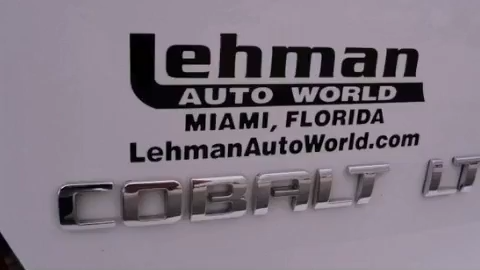 Lehman
AUTO WORLD
MIAMI, FLORIDA
LehmanAutoWorld.com
COBALT LT